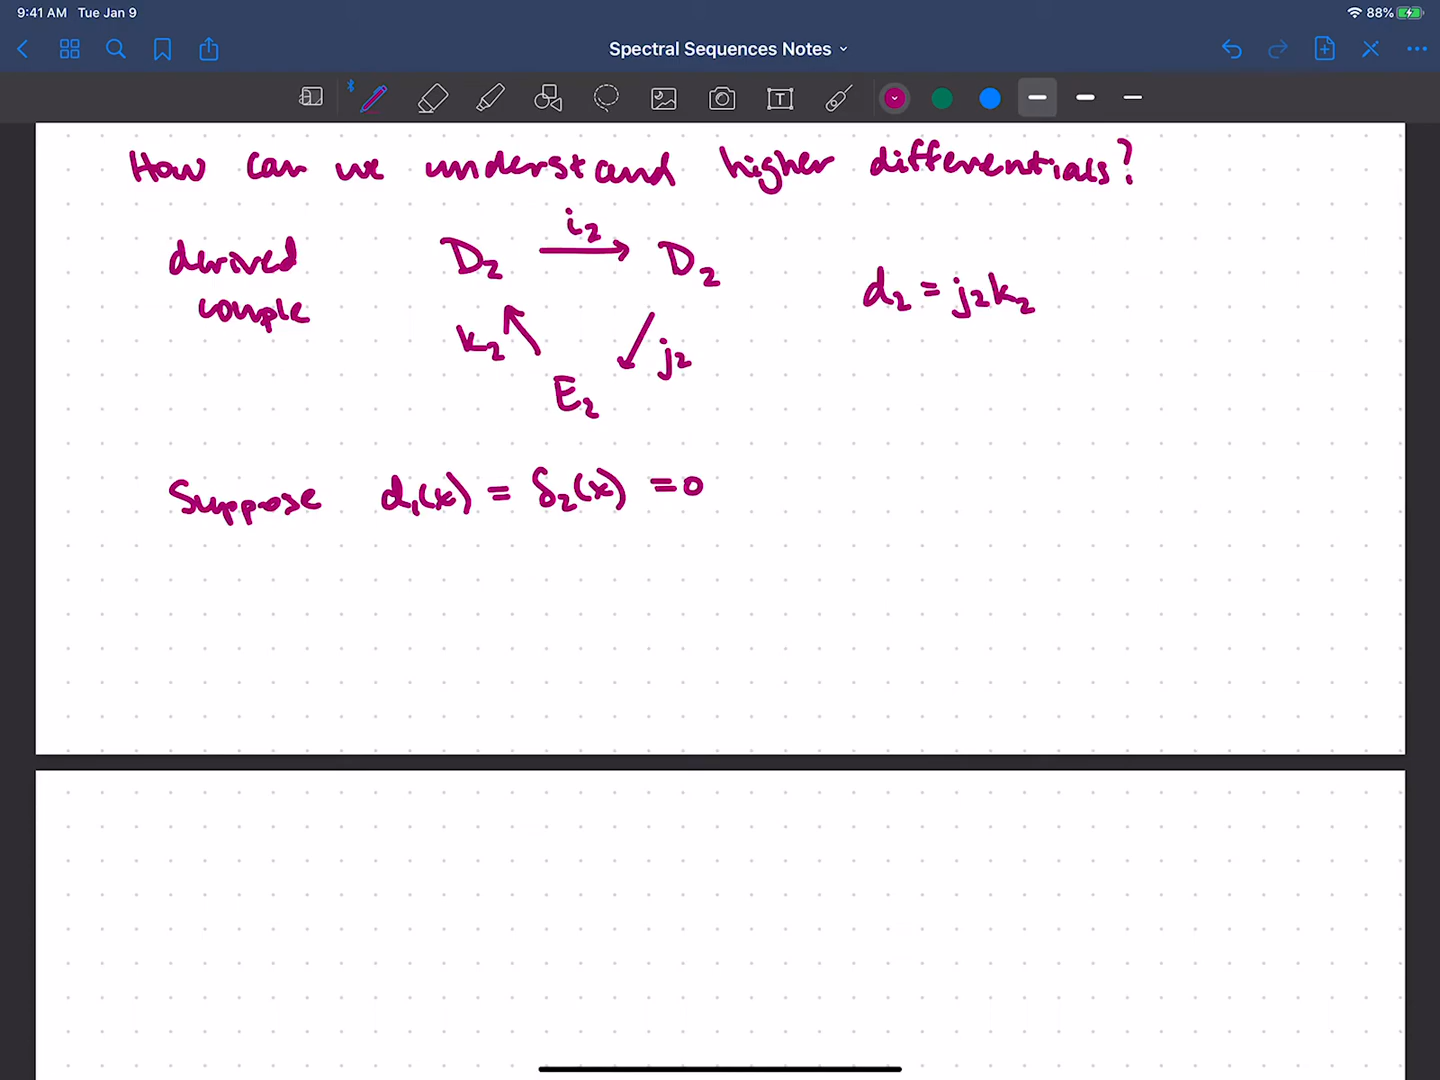 9:41 AM Tue Jan 9
88%
Spectral Sequences Notes
T
How can we understand higher differentials?
derived couple
D₂ i₂ D₂
d₂ = j₂k₂
k₂ j₂
E₂
Suppose d₁(x) = δ₂(x) = 0